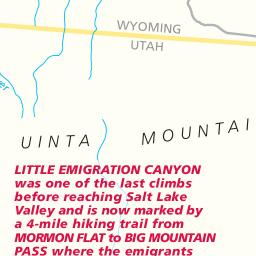 WYOMING
UTAH
UINTA MOUNTAI
LITTLE EMIGRATION CANYON
was one of the last climbs
before reaching Salt Lake
Valley and is now marked by
a 4-mile hiking trail from
MORMON FLAT to BIG MOUNTAIN
PASS where the emigrants